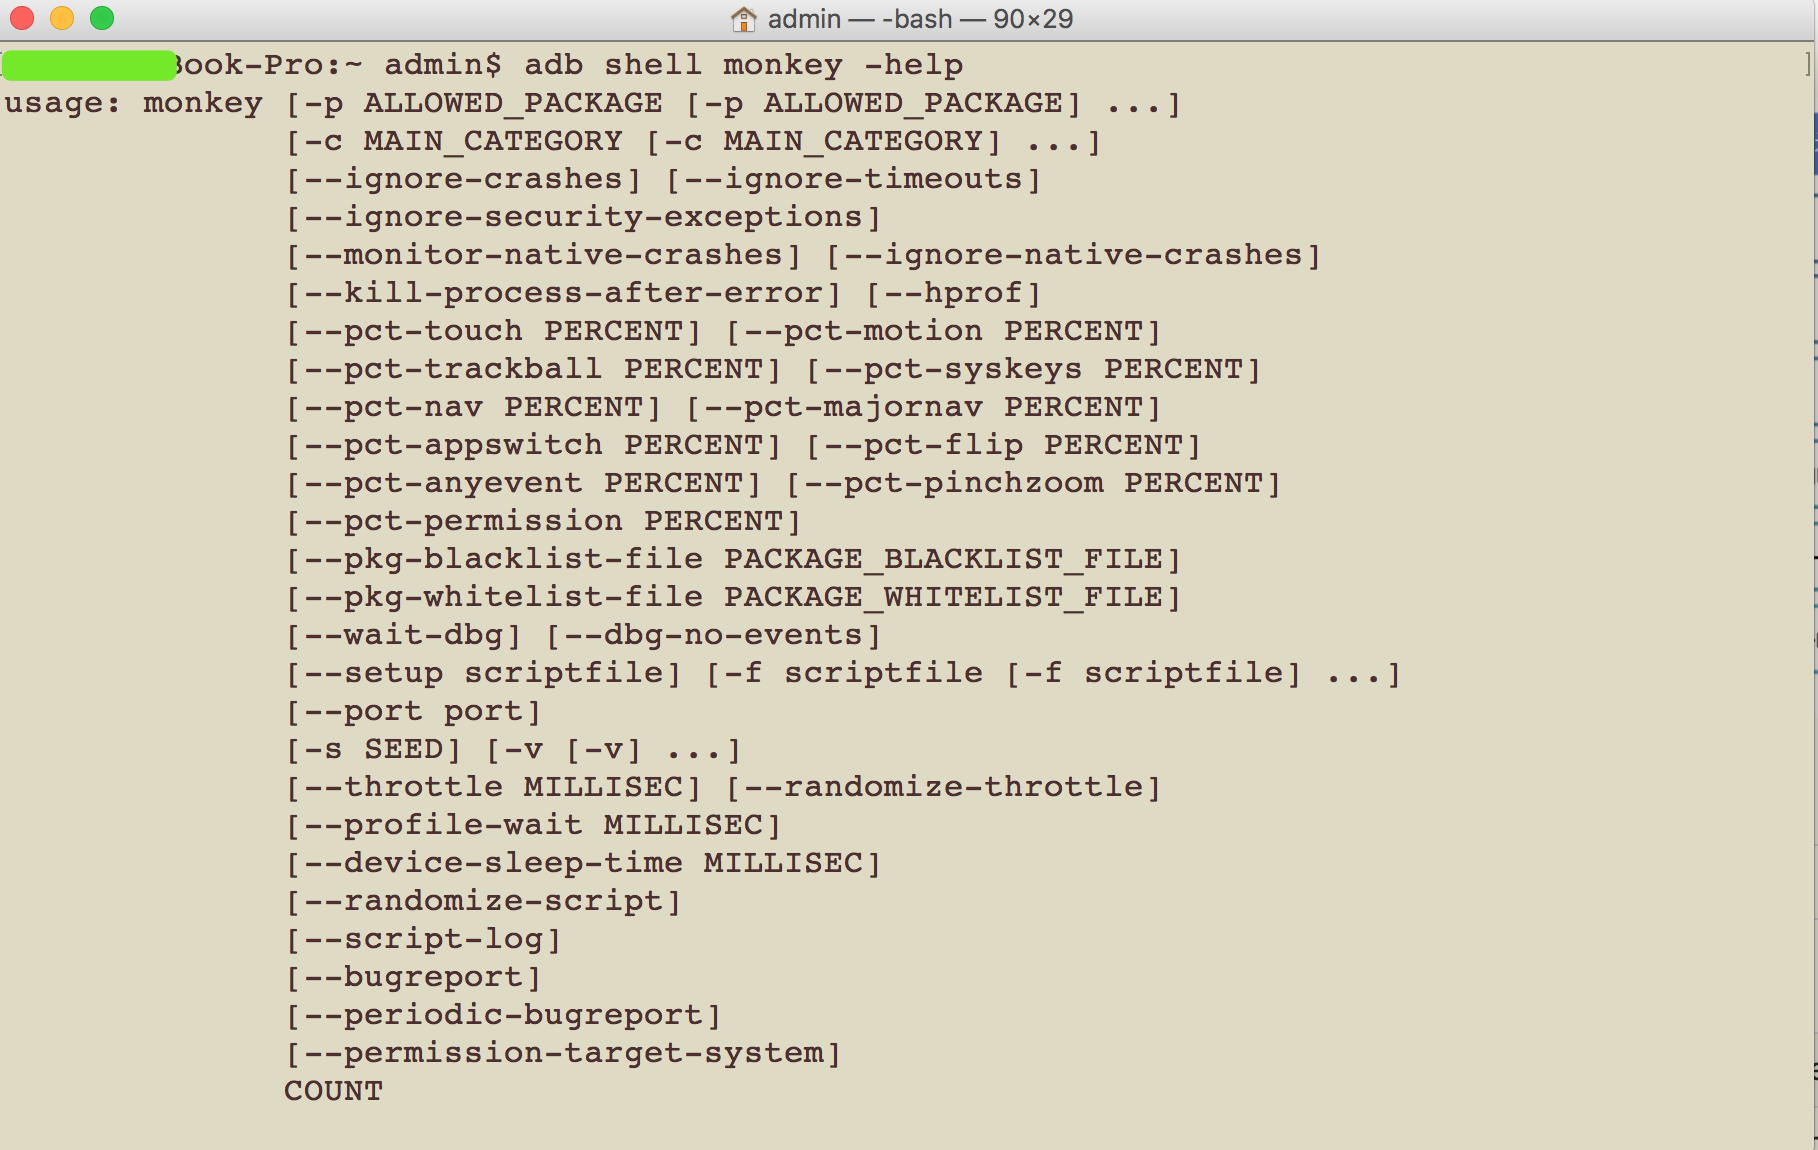 admin — -bash — 90×29
Book-Pro:~ admin$ adb shell monkey -help
usage: monkey [-p ALLOWED_PACKAGE [-p ALLOWED_PACKAGE] ...]
[-c MAIN_CATEGORY [-c MAIN_CATEGORY] ...]
[--ignore-crashes] [--ignore-timeouts]
[--ignore-security-exceptions]
[--monitor-native-crashes] [--ignore-native-crashes]
[--kill-process-after-error] [--hprof]
[--pct-touch PERCENT] [--pct-motion PERCENT]
[--pct-trackball PERCENT] [--pct-syskeys PERCENT]
[--pct-nav PERCENT] [--pct-majornav PERCENT]
[--pct-appswitch PERCENT] [--pct-flip PERCENT]
[--pct-anyevent PERCENT] [--pct-pinchzoom PERCENT]
[--pct-permission PERCENT]
[--pkg-blacklist-file PACKAGE_BLACKLIST_FILE]
[--pkg-whitelist-file PACKAGE_WHITELIST_FILE]
[--wait-dbg] [--dbg-no-events]
[--setup scriptfile] [-f scriptfile [-f scriptfile] ...]
[--port port]
[-s SEED] [-v [-v] ...]
[--throttle MILLISEC] [--randomize-throttle]
[--profile-wait MILLISEC]
[--device-sleep-time MILLISEC]
[--randomize-script]
[--script-log]
[--bugreport]
[--periodic-bugreport]
[--permission-target-system]
COUNT